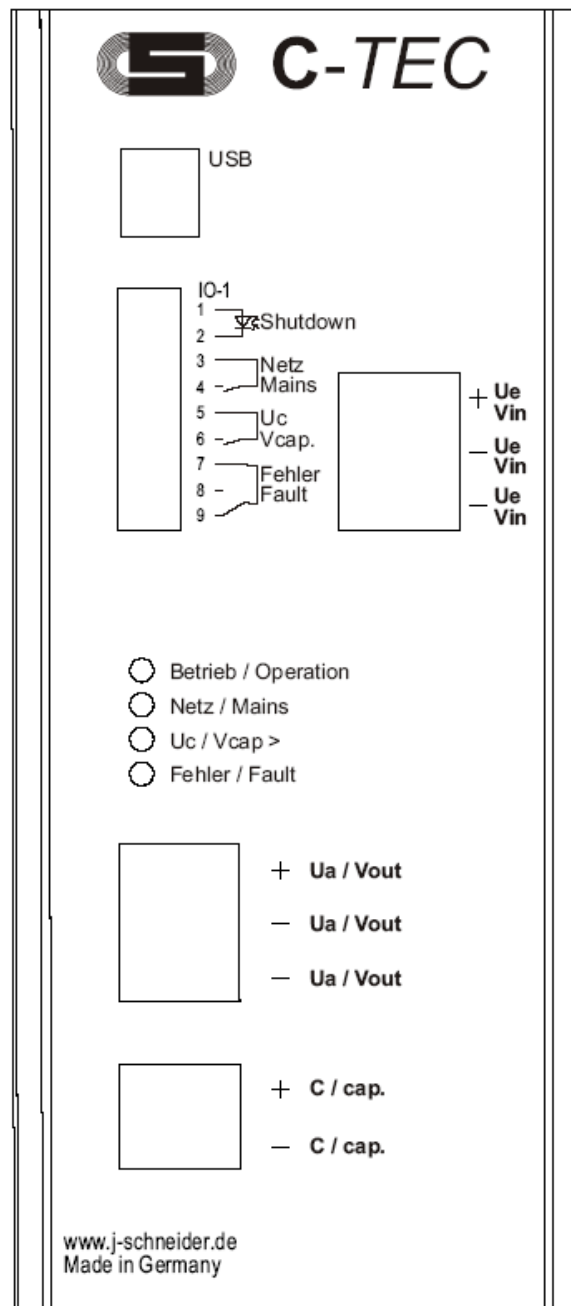 C-TEC
USB
IO-1
1
2
Shutdown
3
4
Netz
Mains
5
6
Uc
Vcap.
7
8
9
Fehler
Fault
+ Ue
Vin
− Ue
Vin
− Ue
Vin
Betrieb / Operation
Netz / Mains
Uc / Vcap >
Fehler / Fault
+ Ua / Vout
− Ua / Vout
− Ua / Vout
+ C / cap.
− C / cap.
www.j-schneider.de
Made in Germany